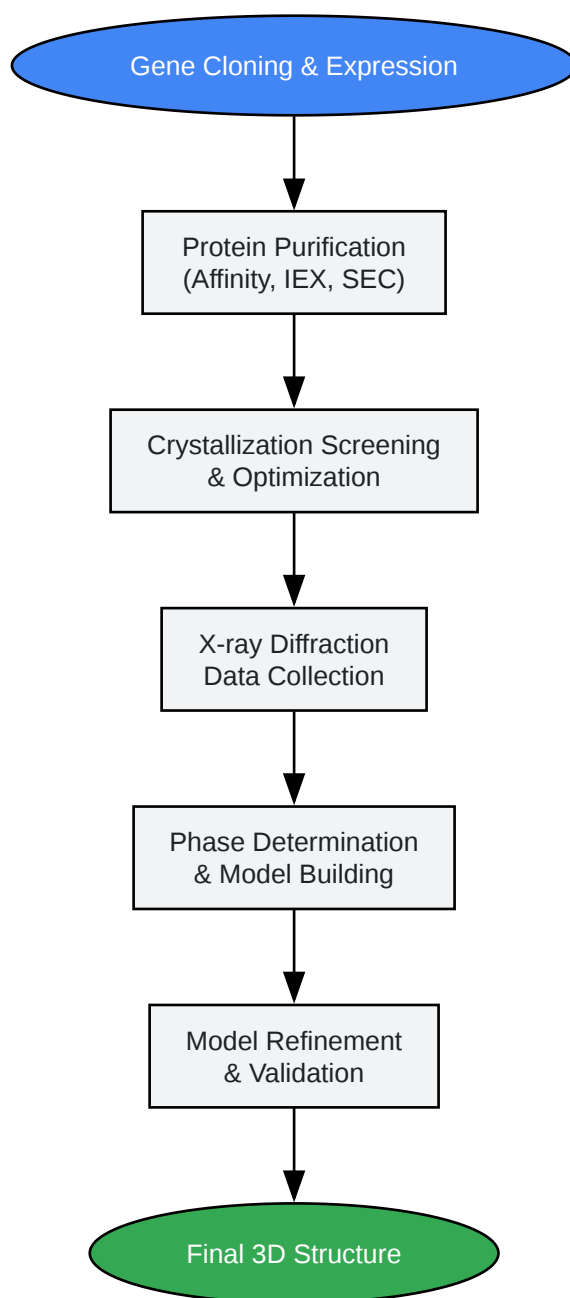 Gene Cloning & Expression
Protein Purification
(Affinity, IEX, SEC)
Crystallization Screening
& Optimization
X-ray Diffraction
Data Collection
Phase Determination
& Model Building
Model Refinement
& Validation
Final 3D Structure